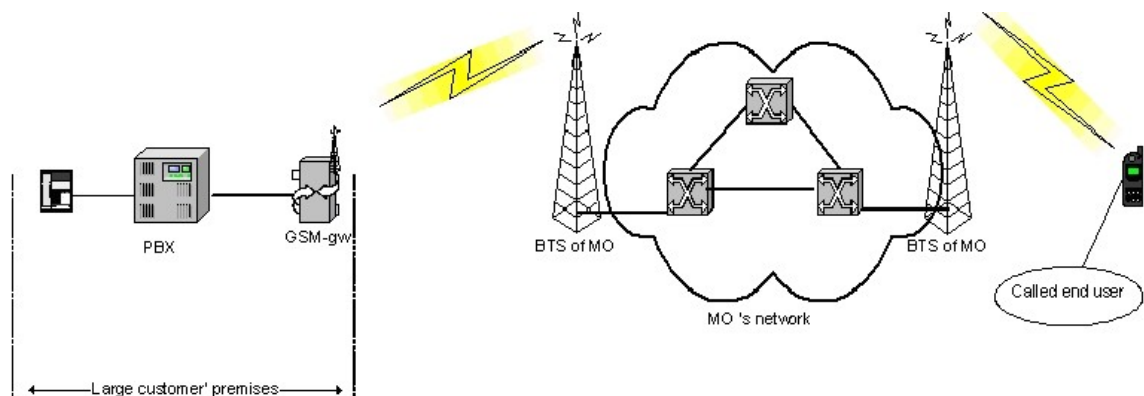 PBX
GSM-gw
BTS of MO
BTS of MO
MO 's network
Called end user
Large customer' premises